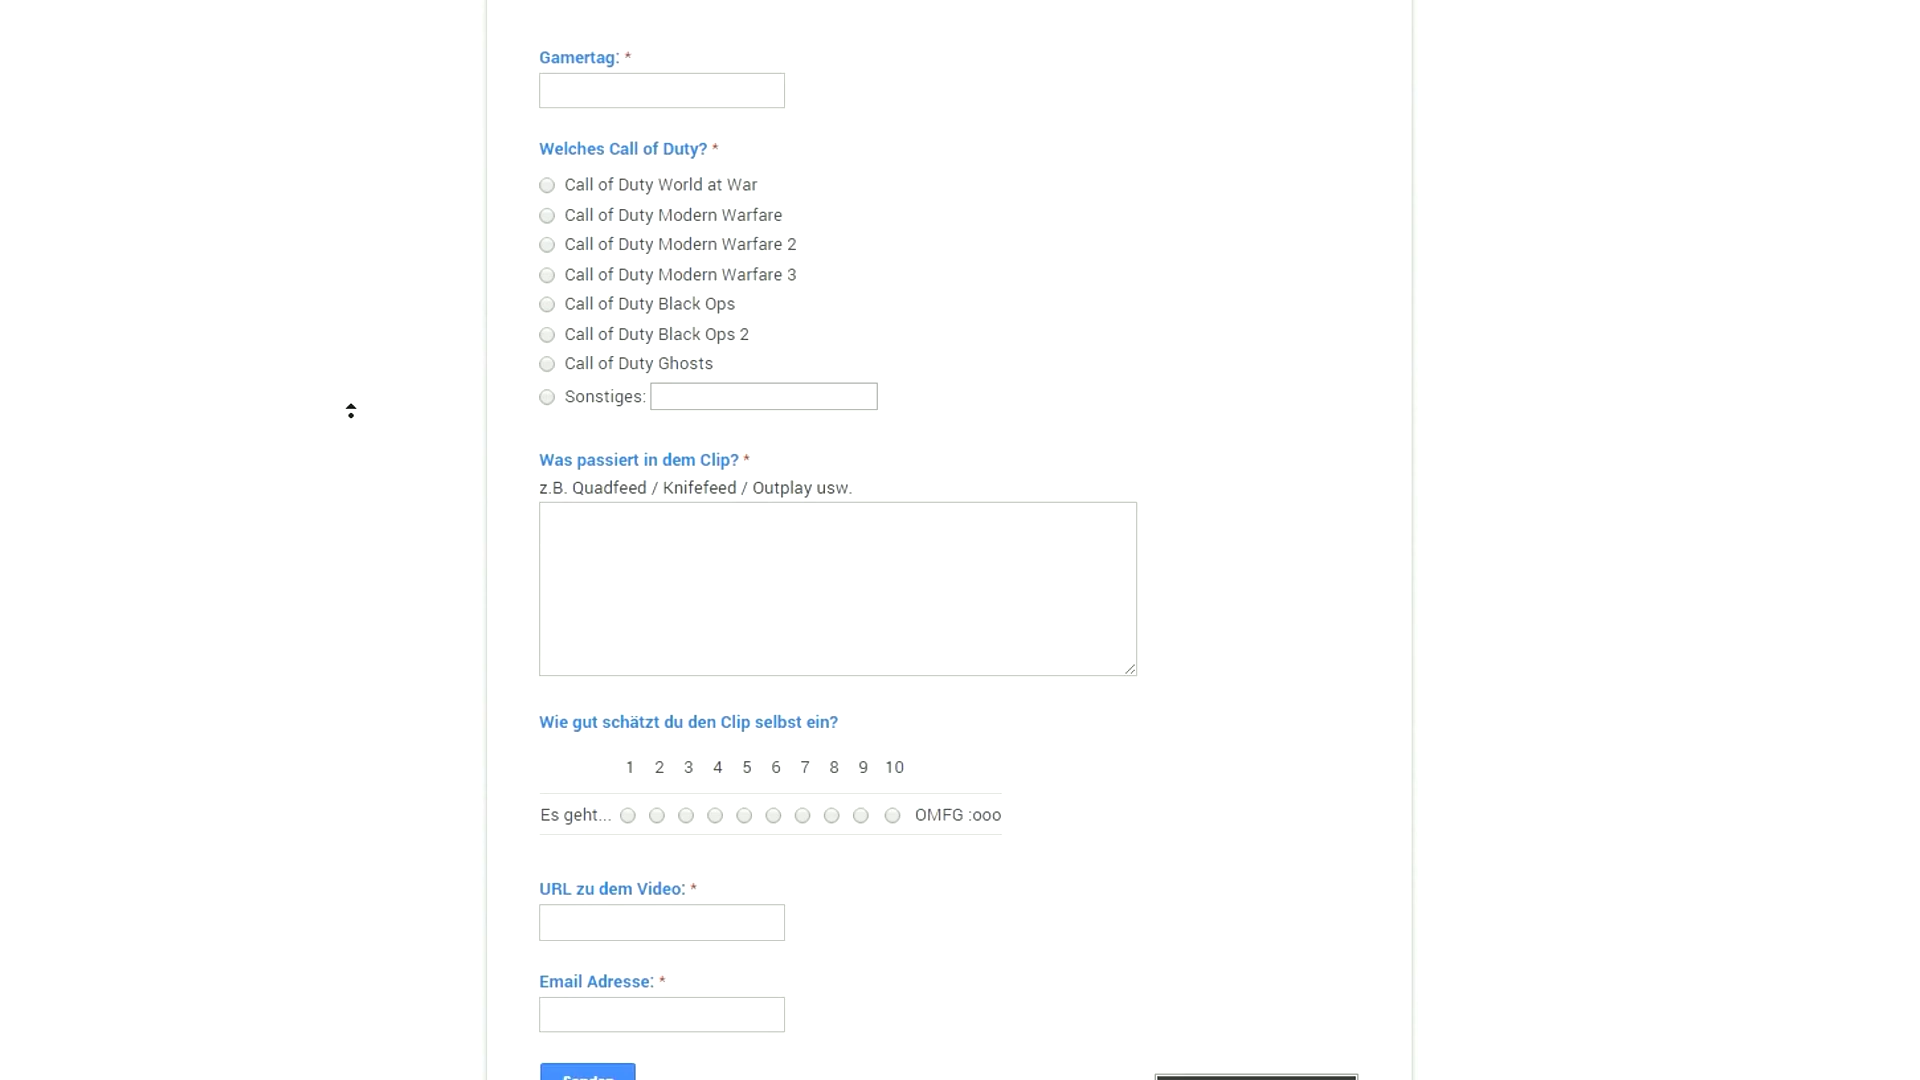 Gamertag: *
Welches Call of Duty? *
Call of Duty World at War
Call of Duty Modern Warfare
Call of Duty Modern Warfare 2
Call of Duty Modern Warfare 3
Call of Duty Black Ops
Call of Duty Black Ops 2
Call of Duty Ghosts
Sonstiges:
Was passiert in dem Clip? *
z.B. Quadfeed / Knifefeed / Outplay usw.
Wie gut schätzt du den Clip selbst ein?
1 2 3 4 5 6 7 8 9 10
Es geht... OMFG :ooo
URL zu dem Video: *
Email Adresse: *
Senden